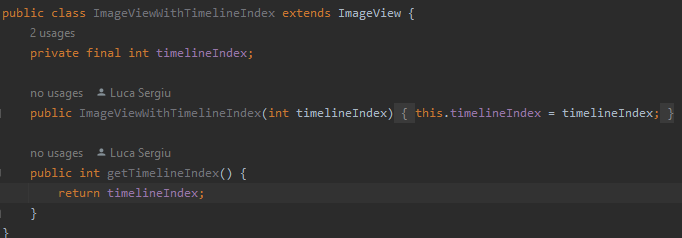 public class ImageViewWithTimelineIndex extends ImageView {
2 usages
private final int timelineIndex;
no usages Luca Sergiu
public ImageViewWithTimelineIndex(int timelineIndex) { this.timelineIndex = timelineIndex; }
no usages Luca Sergiu
public int getTimelineIndex() {
return timelineIndex;
}
}